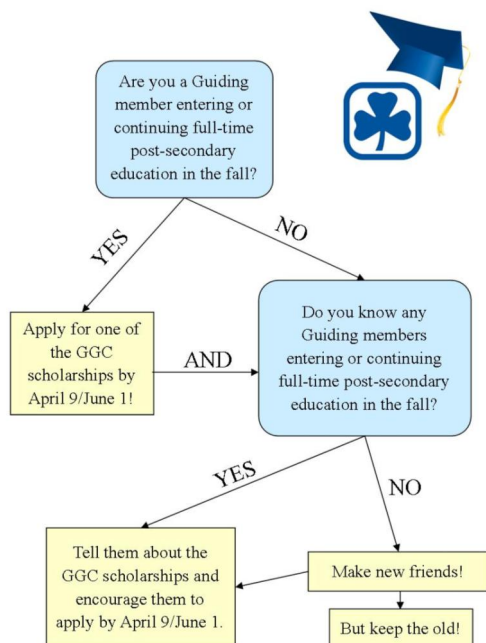 Are you a Guiding
member entering or
continuing full-time
post-secondary
education in the fall?
YES
NO
Apply for one of
the GGC
scholarships by
April 9/June 1!
AND
Do you know any
Guiding members
entering or continuing
full-time post-secondary
education in the fall?
YES
NO
Tell them about the
GGC scholarships and
encourage them to
apply by April 9/June 1.
Make new friends!
But keep the old!